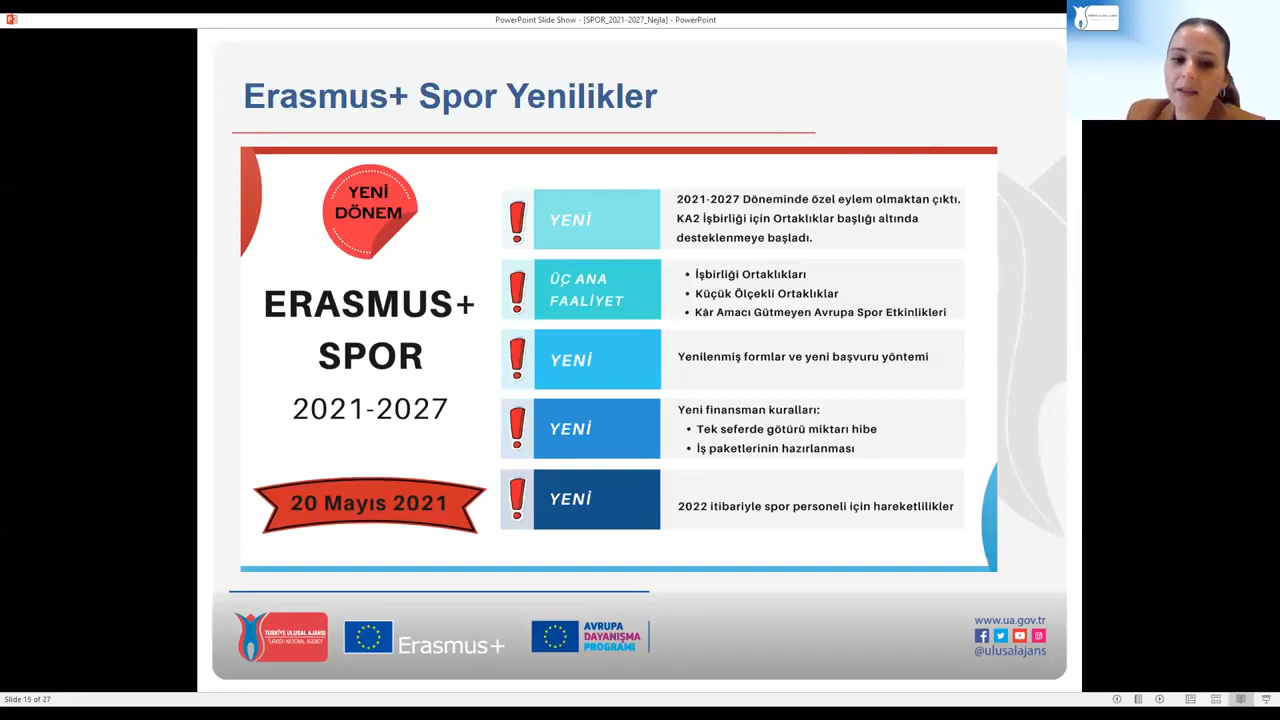 PowerPoint Slide Show - [SPOR_2021-2027_Nejla] - PowerPoint
Erasmus+ Spor Yenilikler
YENİ
DÖNEM
ERASMUS+
SPOR
2021-2027
20 Mayıs 2021
YENİ
2021-2027 Döneminde özel eylem olmaktan çıktı.
KA2 İşbirliği için Ortaklıklar başlığı altında
desteklenmeye başladı.
ÜÇ ANA
FAALİYET
• İşbirliği Ortaklıkları
• Küçük Ölçekli Ortaklıklar
• Kâr Amacı Gütmeyen Avrupa Spor Etkinlikleri
YENİ
Yenilenmiş formlar ve yeni başvuru yöntemi
YENİ
Yeni finansman kuralları:
• Tek seferde götürü miktarı hibe
• İş paketlerinin hazırlanması
YENİ
2022 itibariyle spor personeli için hareketlilikler
TÜRKİYE ULUSAL AJANSI
TURKISH NATIONAL AGENCY
Erasmus+
AVRUPA
DAYANIŞMA
PROGRAMI
www.ua.gov.tr
@ulusalajans
Slide 15 of 27